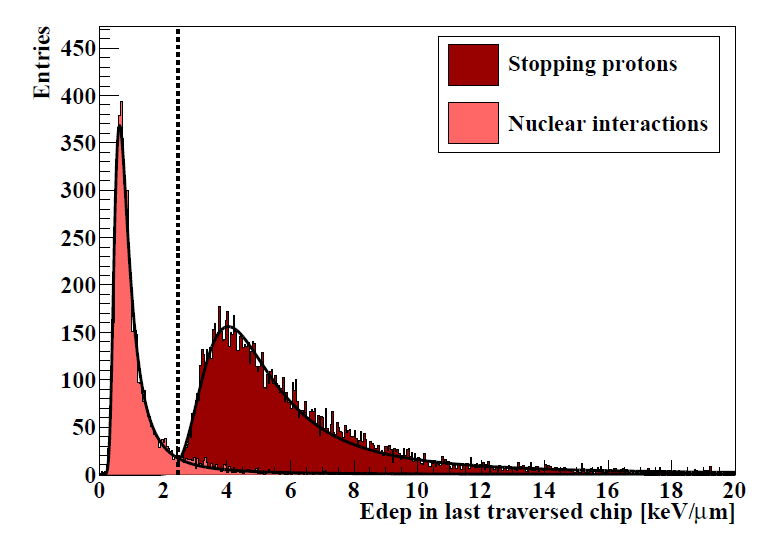 Entries
450
400
350
300
250
200
150
100
50
0
Stopping protons
Nuclear interactions
0 2 4 6 8 10 12 14 16 18 20
Edep in last traversed chip [keV/μm]